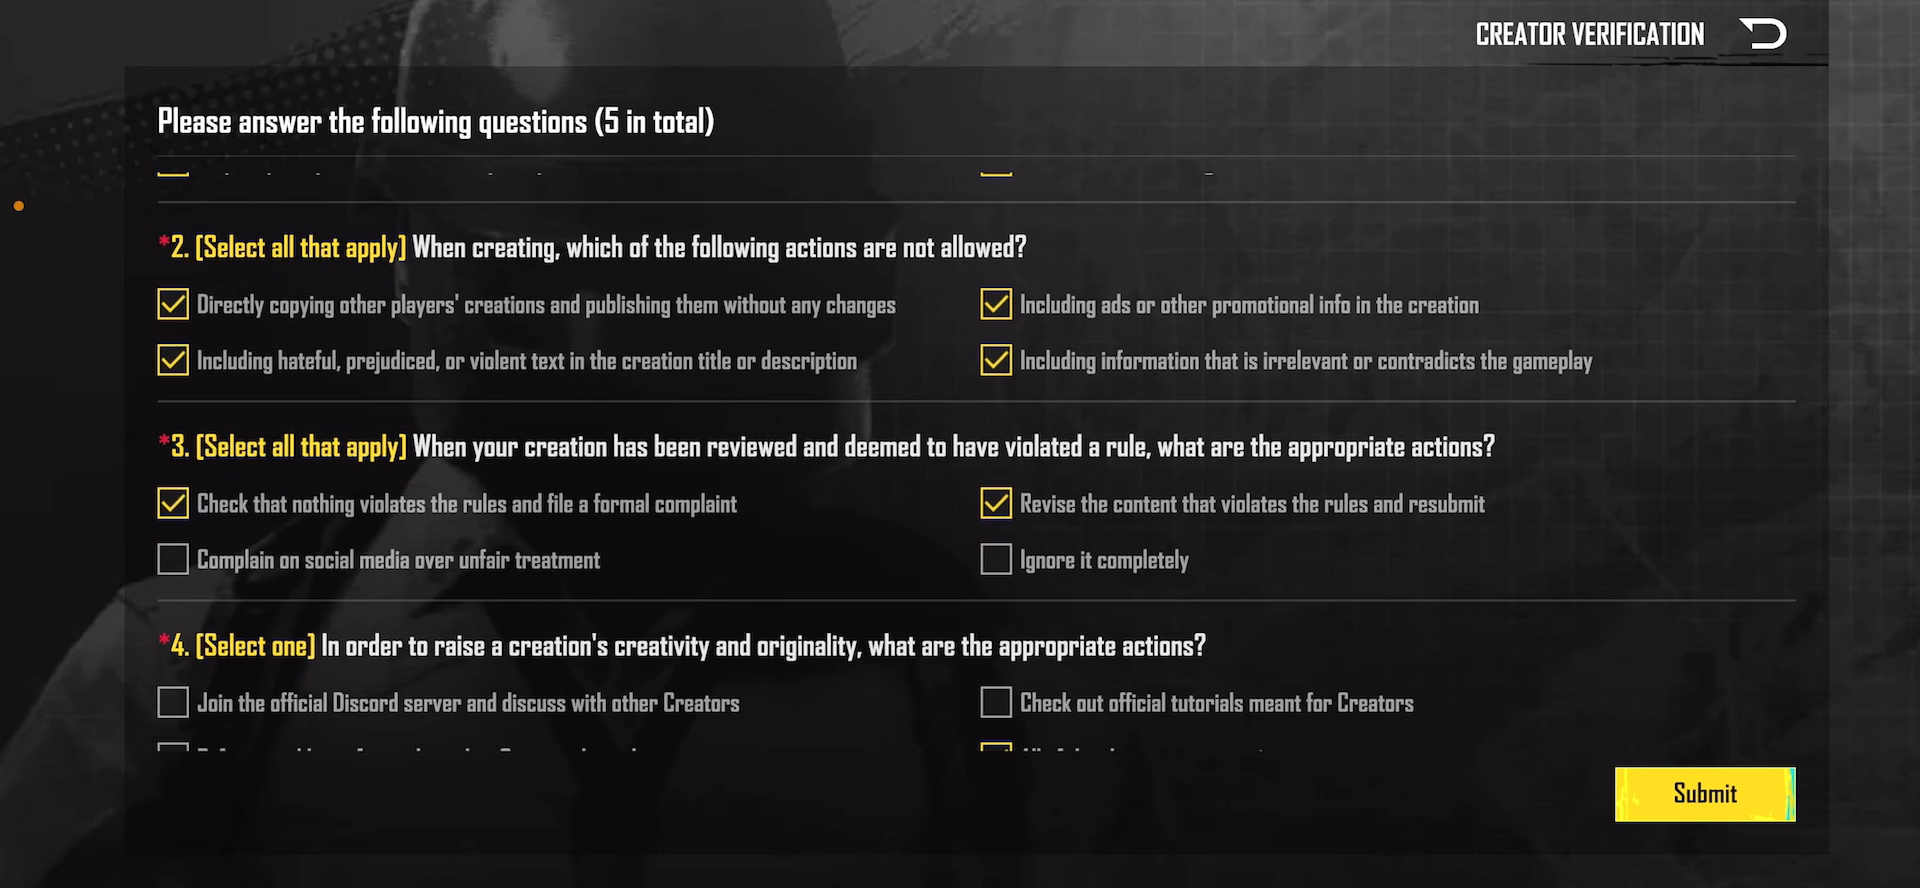 CREATOR VERIFICATION
Please answer the following questions (5 in total)
*2. [Select all that apply] When creating, which of the following actions are not allowed?
Directly copying other players' creations and publishing them without any changes
Including ads or other promotional info in the creation
Including hateful, prejudiced, or violent text in the creation title or description
Including information that is irrelevant or contradicts the gameplay
*3. [Select all that apply] When your creation has been reviewed and deemed to have violated a rule, what are the appropriate actions?
Check that nothing violates the rules and file a formal complaint
Revise the content that violates the rules and resubmit
Complain on social media over unfair treatment
Ignore it completely
*4. [Select one] In order to raise a creation's creativity and originality, what are the appropriate actions?
Join the official Discord server and discuss with other Creators
Check out official tutorials meant for Creators
Submit